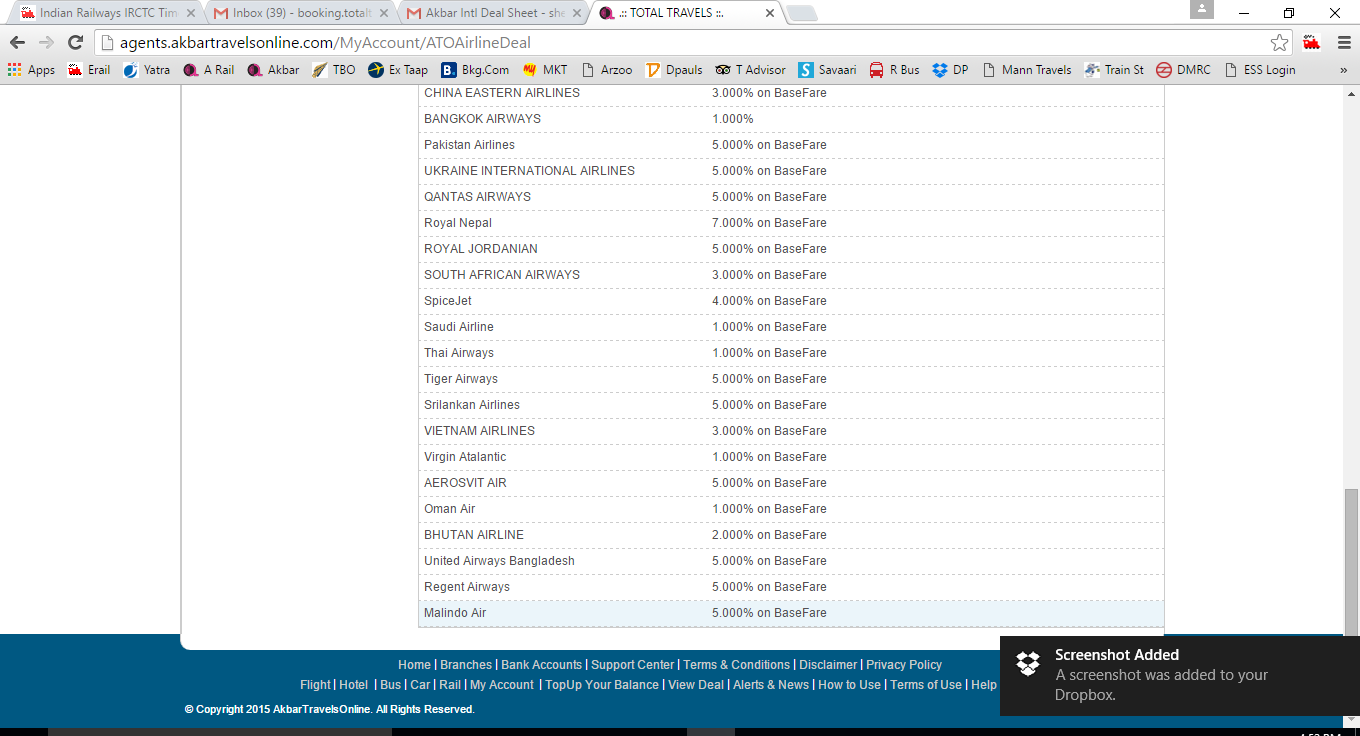 Indian Railways IRCTC Tim
Inbox (39) - booking.totalt
Akbar Intl Deal Sheet - she
.:: TOTAL TRAVELS ::.
agents.akbartravelsonline.com/MyAccount/ATOAirlineDeal
Apps Erail Yatra A Rail Akbar TBO Ex Taap Bkg.Com MKT Arzoo Dpauls T Advisor Savaari R Bus DP Mann Travels Train St DMRC ESS Login »
CHINA EASTERN AIRLINES 3.000% on BaseFare
BANGKOK AIRWAYS 1.000%
Pakistan Airlines 5.000% on BaseFare
UKRAINE INTERNATIONAL AIRLINES 5.000% on BaseFare
QANTAS AIRWAYS 5.000% on BaseFare
Royal Nepal 7.000% on BaseFare
ROYAL JORDANIAN 5.000% on BaseFare
SOUTH AFRICAN AIRWAYS 3.000% on BaseFare
SpiceJet 4.000% on BaseFare
Saudi Airline 1.000% on BaseFare
Thai Airways 1.000% on BaseFare
Tiger Airways 5.000% on BaseFare
Srilankan Airlines 5.000% on BaseFare
VIETNAM AIRLINES 3.000% on BaseFare
Virgin Atalantic 1.000% on BaseFare
AEROSVIT AIR 5.000% on BaseFare
Oman Air 1.000% on BaseFare
BHUTAN AIRLINE 2.000% on BaseFare
United Airways Bangladesh 5.000% on BaseFare
Regent Airways 5.000% on BaseFare
Malindo Air 5.000% on BaseFare
Home | Branches | Bank Accounts | Support Center | Terms & Conditions | Disclaimer | Privacy Policy
Flight | Hotel | Bus | Car | Rail | My Account | TopUp Your Balance | View Deal | Alerts & News | How to Use | Terms of Use | Help
© Copyright 2015 AkbarTravelsOnline. All Rights Reserved.
Screenshot Added
A screenshot was added to your
Dropbox.